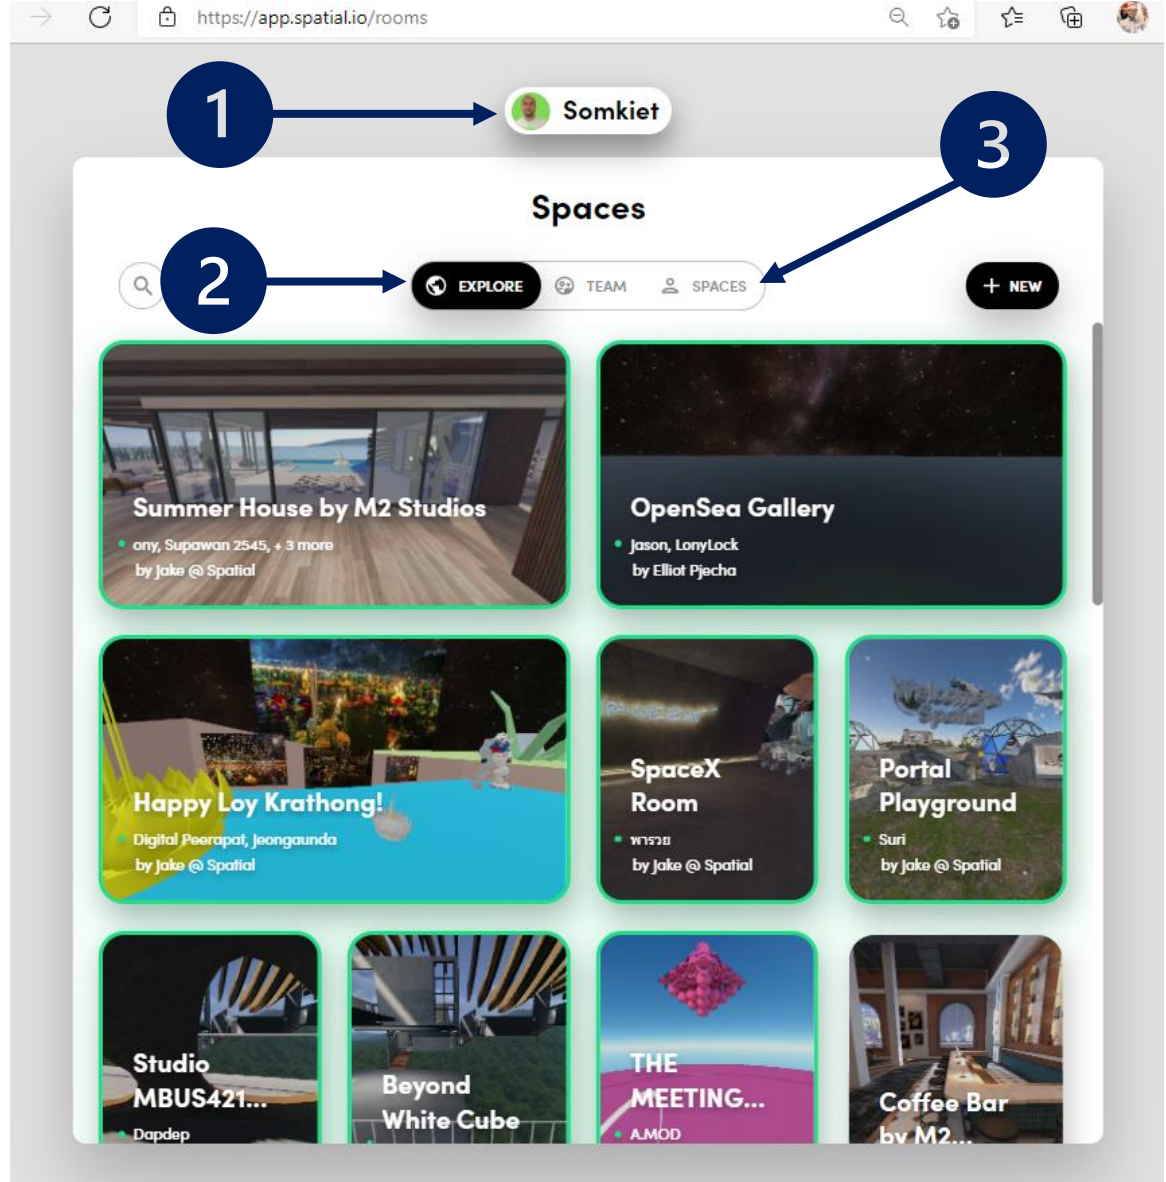 https://app.spatial.io/rooms
1
Somkiet
3
Spaces
2
EXPLORE
TEAM
SPACES
+ NEW
Summer House by M2 Studios
ony, Supawan 2545, + 3 more
by Jake @ Spatial
OpenSea Gallery
Jason, LonyLock
by Elliot Pjecha
Happy Loy Krathong!
Digital Peerapat, Jeongaunda
by Jake @ Spatial
SpaceX
Room
พารวย
by Jake @ Spatial
Welcome to
Spatial
Portal
Playground
Suri
by Jake @ Spatial
Studio
MBUS421...
Dapdep
Beyond
White Cube
THE
MEETING...
A.MOD
Coffee Bar
by M2...